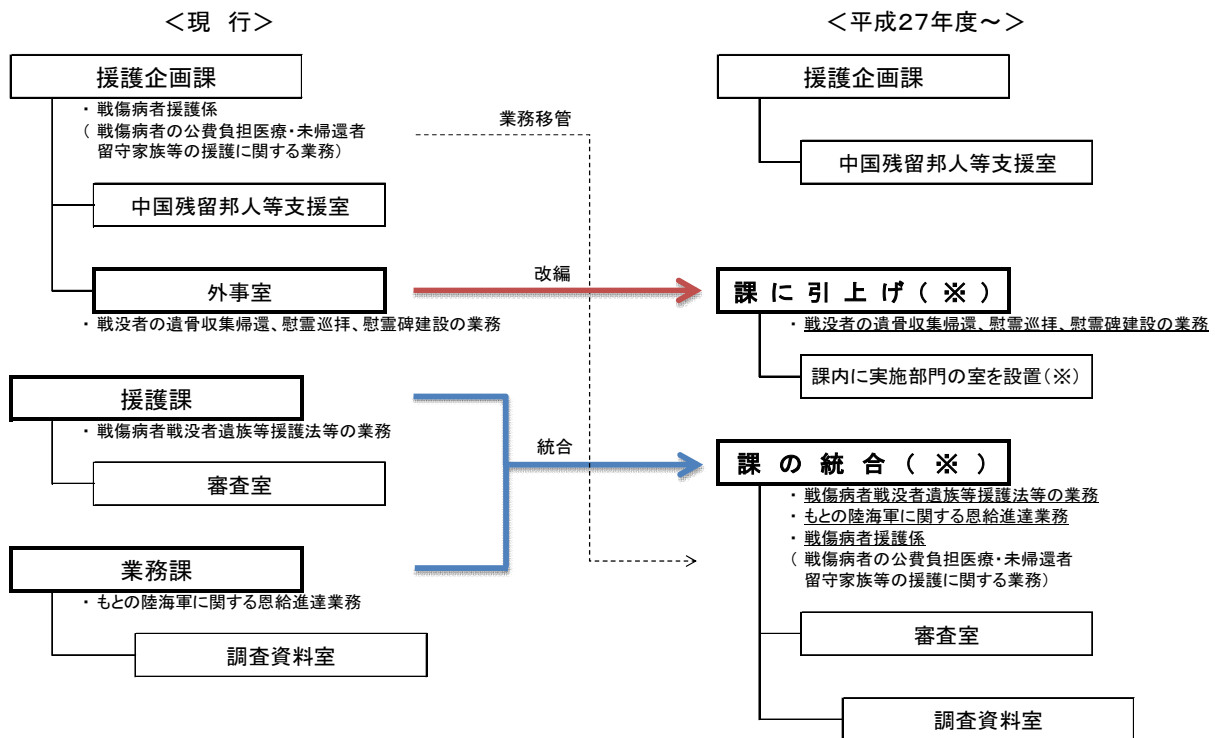 ＜現　行＞
援護企画課
・ 戦傷病者援護係
（ 戦傷病者の公費負担医療・未帰還者
留守家族等の援護に関する業務）
中国残留邦人等支援室
外事室
・ 戦没者の遺骨収集帰還、慰霊巡拝、慰霊碑建設の業務
援護課
・ 戦傷病者戦没者遺族等援護法等の業務
審査室
業務課
・ もとの陸海軍に関する恩給進達業務
調査資料室
業務移管
改編
統合
＜平成27年度～＞
援護企画課
中国残留邦人等支援室
課 に 引 上 げ （ ※ ）
・ 戦没者の遺骨収集帰還、慰霊巡拝、慰霊碑建設の業務
課内に実施部門の室を設置（※）
課 の 統 合 （ ※ ）
・ 戦傷病者戦没者遺族等援護法等の業務
・ もとの陸海軍に関する恩給進達業務
・ 戦傷病者援護係
（ 戦傷病者の公費負担医療・未帰還者
留守家族等の援護に関する業務）
審査室
調査資料室